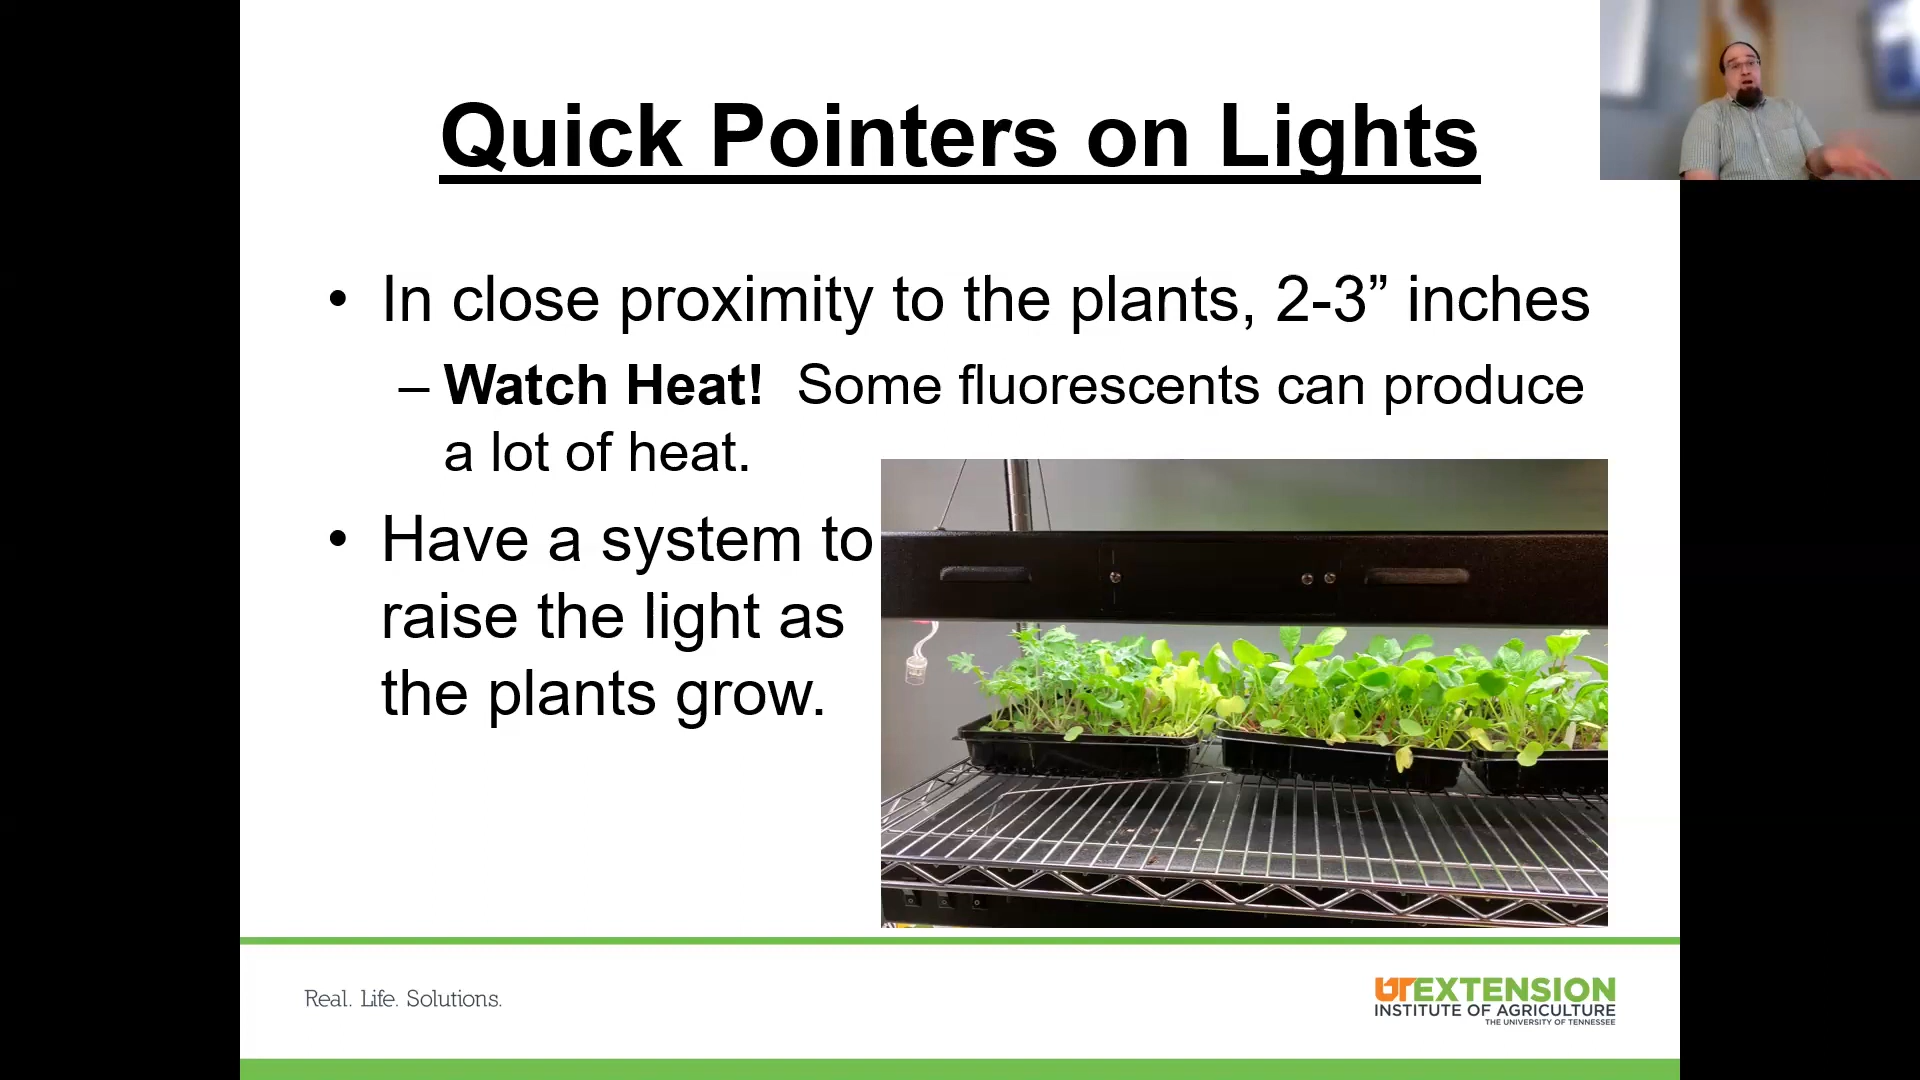 Quick Pointers on Lights
• In close proximity to the plants, 2-3” inches
– Watch Heat!  Some fluorescents can produce
a lot of heat.
• Have a system to
raise the light as
the plants grow.
Real. Life. Solutions.
UTEXTENSION
INSTITUTE OF AGRICULTURE
THE UNIVERSITY OF TENNESSEE